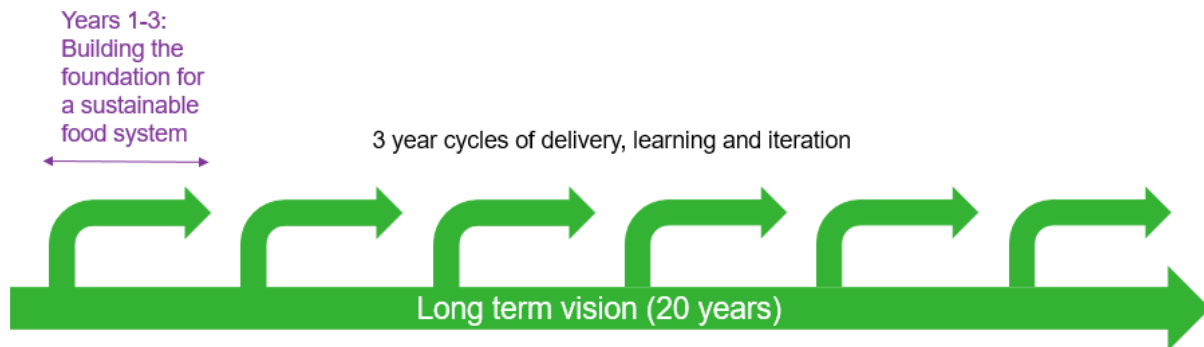 Years 1-3:
Building the
foundation for
a sustainable
food system
3 year cycles of delivery, learning and iteration
Long term vision (20 years)